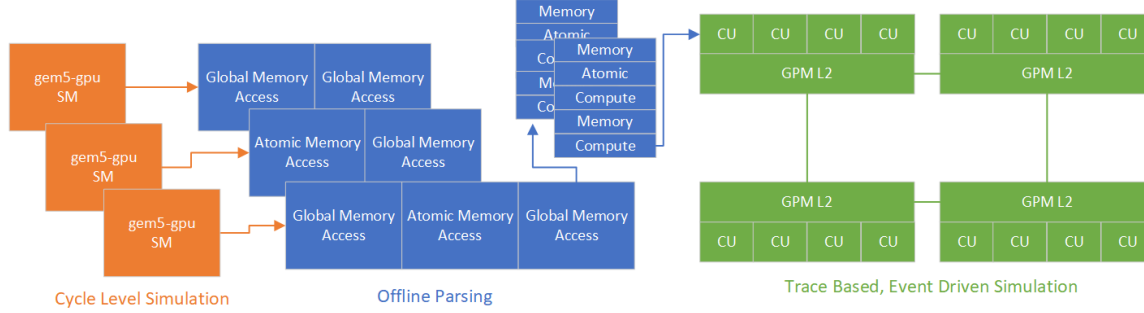 gem5-gpu
SM
gem5-gpu
SM
gem5-gpu
SM
Cycle Level Simulation
Global Memory
Access
Global Memory
Access
Atomic Memory
Access
Global Memory
Access
Global Memory
Access
Atomic Memory
Access
Global Memory
Access
Offline Parsing
Memory
Atomic
Memory
Atomic
Compute
Memory
Compute
CU CU CU CU
GPM L2
CU CU CU CU
GPM L2
GPM L2
CU CU CU CU
GPM L2
CU CU CU CU
Trace Based, Event Driven Simulation